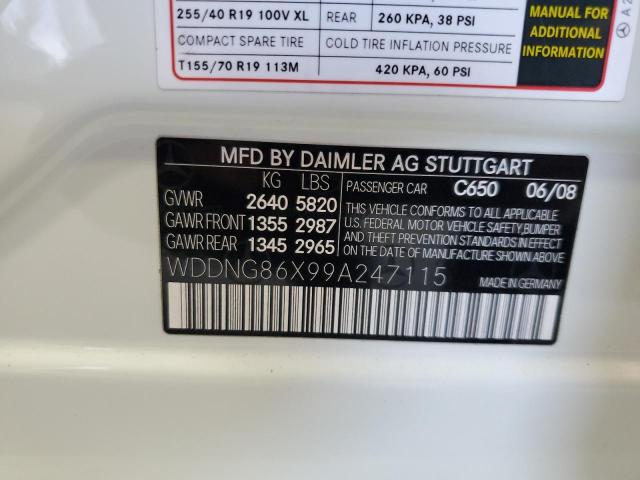 255/40 R19 100V XL REAR 260 KPA, 38 PSI
COMPACT SPARE TIRE COLD TIRE INFLATION PRESSURE
T155/70 R19 113M 420 KPA, 60 PSI
MANUAL FOR
ADDITIONAL
INFORMATION
MFD BY DAIMLER AG STUTTGART
KG LBS
GVWR 2640 5820
GAWR FRONT 1355 2987
GAWR REAR 1345 2965
PASSENGER CAR C650 06/08
THIS VEHICLE CONFORMS TO ALL APPLICABLE
U.S. FEDERAL MOTOR VEHICLE SAFETY,BUMPER,
AND THEFT PREVENTION STANDARDS IN EFFECT
ON THE DATE OF MANUFACTURE SHOWN ABOVE
WDDNG86X99A247115
MADE IN GERMANY